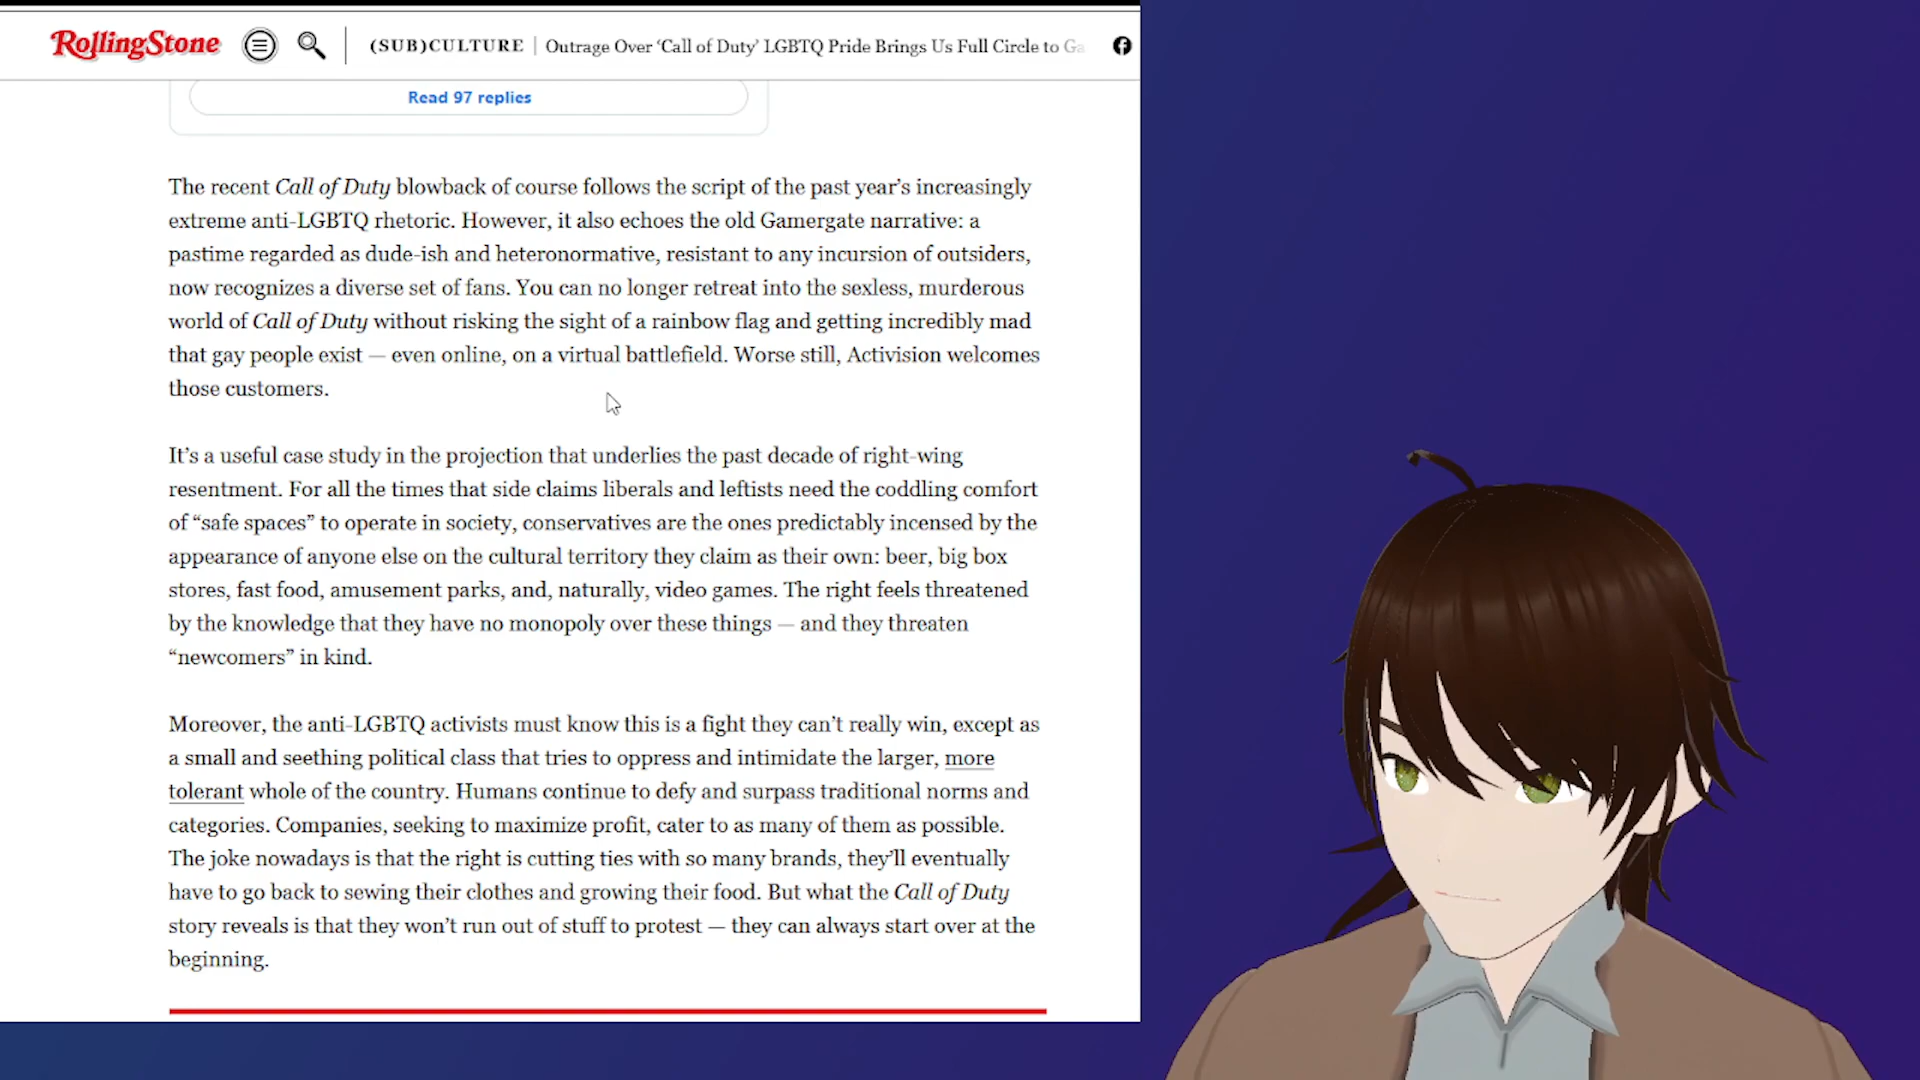 RollingStone
(SUB)CULTURE | Outrage Over ‘Call of Duty’ LGBTQ Pride Brings Us Full Circle to Ga
Read 97 replies
The recent Call of Duty blowback of course follows the script of the past year’s increasingly
extreme anti-LGBTQ rhetoric. However, it also echoes the old Gamergate narrative: a
pastime regarded as dude-ish and heteronormative, resistant to any incursion of outsiders,
now recognizes a diverse set of fans. You can no longer retreat into the sexless, murderous
world of Call of Duty without risking the sight of a rainbow flag and getting incredibly mad
that gay people exist — even online, on a virtual battlefield. Worse still, Activision welcomes
those customers.
It’s a useful case study in the projection that underlies the past decade of right-wing
resentment. For all the times that side claims liberals and leftists need the coddling comfort
of “safe spaces” to operate in society, conservatives are the ones predictably incensed by the
appearance of anyone else on the cultural territory they claim as their own: beer, big box
stores, fast food, amusement parks, and, naturally, video games. The right feels threatened
by the knowledge that they have no monopoly over these things — and they threaten
“newcomers” in kind.
Moreover, the anti-LGBTQ activists must know this is a fight they can’t really win, except as
a small and seething political class that tries to oppress and intimidate the larger, more
tolerant whole of the country. Humans continue to defy and surpass traditional norms and
categories. Companies, seeking to maximize profit, cater to as many of them as possible.
The joke nowadays is that the right is cutting ties with so many brands, they’ll eventually
have to go back to sewing their clothes and growing their food. But what the Call of Duty
story reveals is that they won’t run out of stuff to protest — they can always start over at the
beginning.